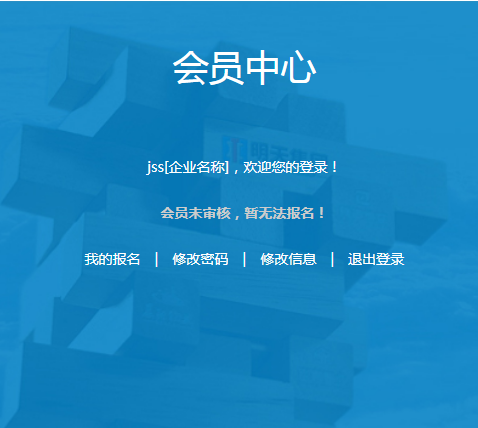 会员中心
jss[企业名称]，欢迎您的登录！
会员未审核，暂无法报名！
我的报名 | 修改密码 | 修改信息 | 退出登录